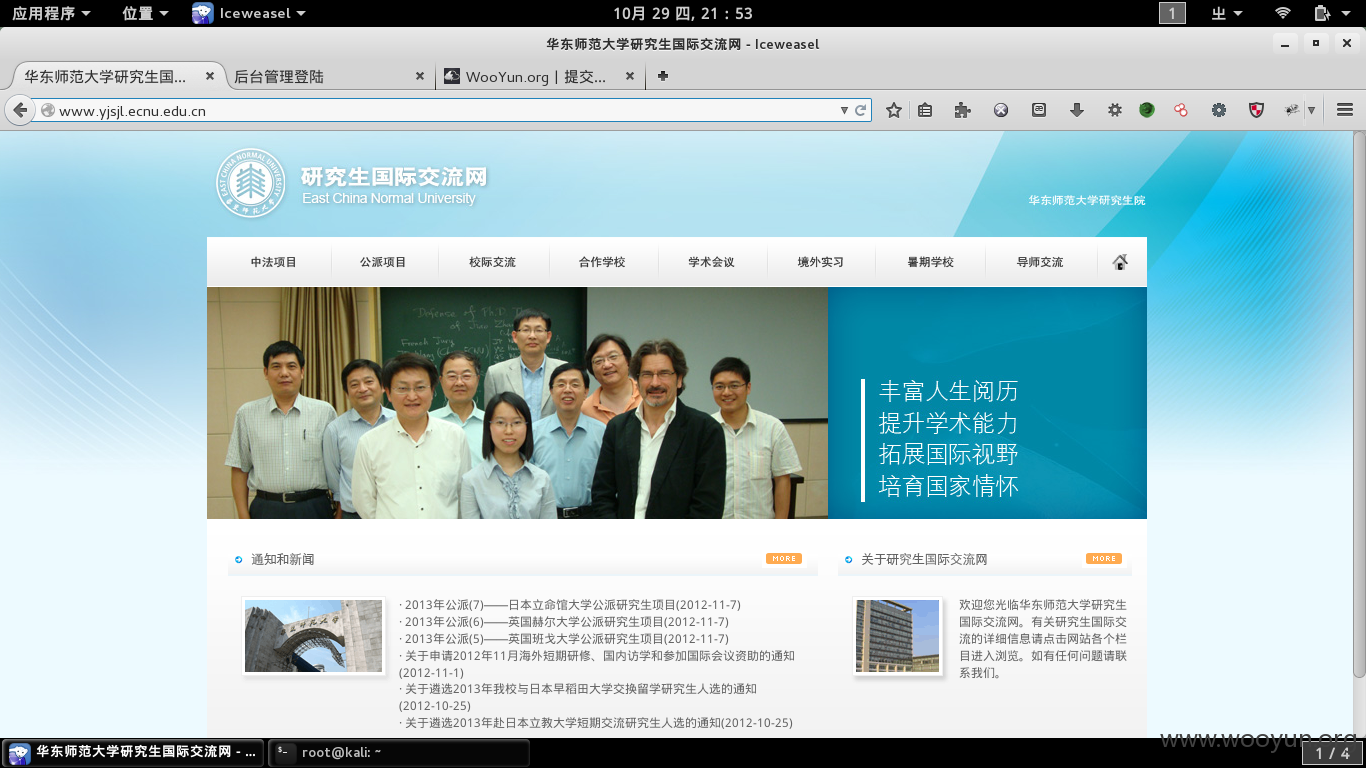 应用程序 位置 Iceweasel 10月 29 四, 21 : 53 1
华东师范大学研究生国际交流网 - Iceweasel
华东师范大学研究生国... 后台管理登陆 WooYun.org | 提交...
www.yjsjl.ecnu.edu.cn
研究生国际交流网
East China Normal University
华东师范大学研究生院
中法项目 公派项目 校际交流 合作学校 学术会议 境外实习 暑期学校 导师交流
丰富人生阅历
提升学术能力
拓展国际视野
培育国家情怀
通知和新闻 MORE
关于研究生国际交流网 MORE
· 2013年公派(7)——日本立命馆大学公派研究生项目(2012-11-7)
· 2013年公派(6)——英国赫尔大学公派研究生项目(2012-11-7)
· 2013年公派(5)——英国班戈大学公派研究生项目(2012-11-7)
· 关于申请2012年11月海外短期研修、国内访学和参加国际会议资助的通知
(2012-11-1)
· 关于遴选2013年我校与日本早稻田大学交换留学研究生人选的通知
(2012-10-25)
· 关于遴选2013年赴日本立教大学短期交流研究生人选的通知(2012-10-25)
欢迎您光临华东师范大学研究生
国际交流网。有关研究生国际交
流的详细信息请点击网站各个栏
目进入浏览。如有任何问题请联
系我们。
www.wooyun.org
华东师范大学研究生国际交流网 - ... root@kali: ~ 1 / 4